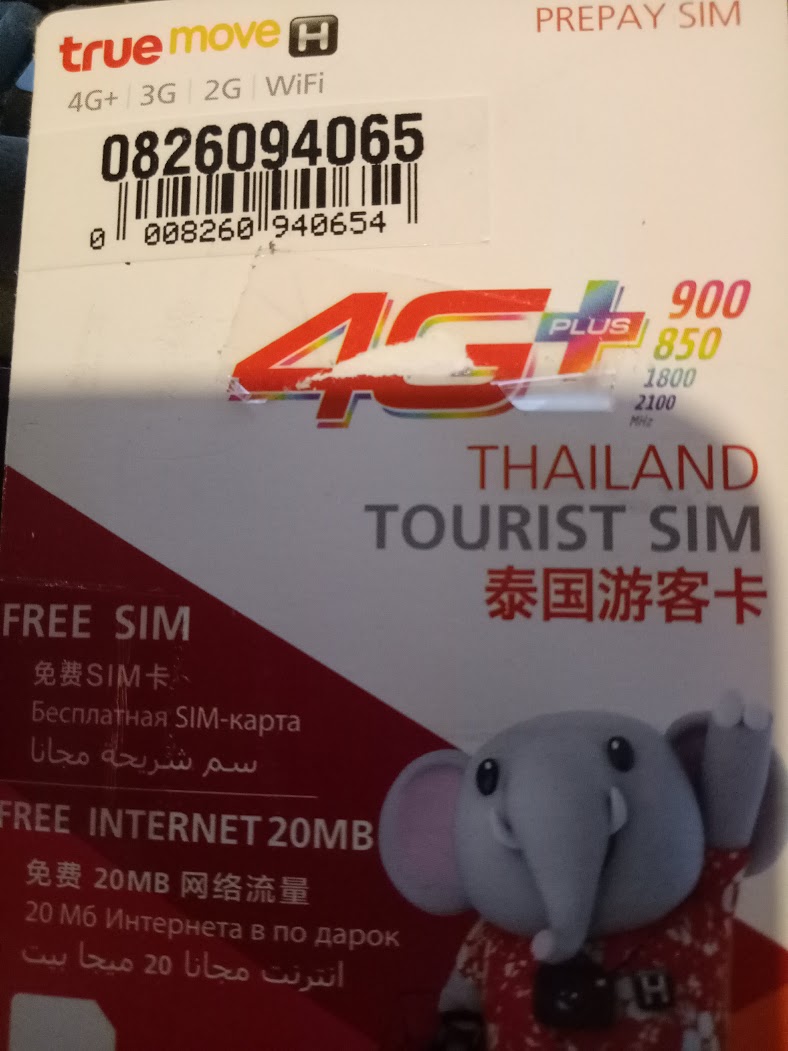 true move H
PREPAY SIM
4G+ | 3G | 2G | WiFi
0826094065
0 008260 940654
4G+
PLUS
900
850
1800
2100
MHz
THAILAND
TOURIST SIM
泰国游客卡
FREE SIM
免费SIM卡
Бесплатная SIM-карта
سم شريحة مجانا
FREE INTERNET 20MB
免费 20MB 网络流量
20 Мб Интернета в по дарок
انترنت مجانا 20 ميجا بيت
H